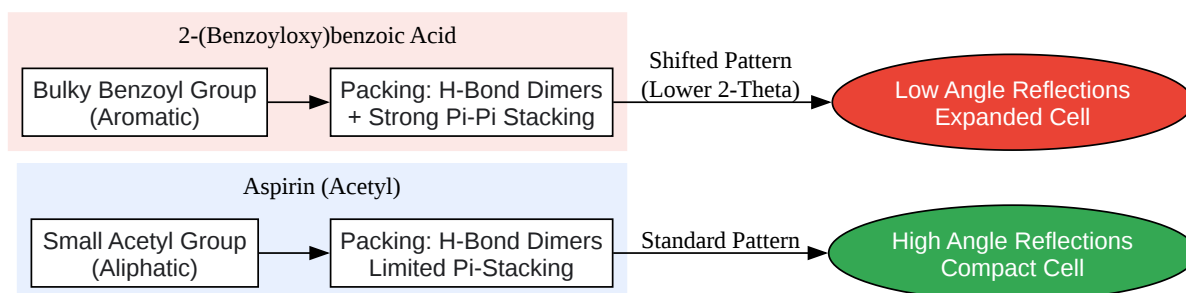 2-(Benzoyloxy)benzoic Acid
Bulky Benzoyl Group
(Aromatic)
Packing: H-Bond Dimers
+ Strong Pi-Pi Stacking
Shifted Pattern
(Lower 2-Theta)
Low Angle Reflections
Expanded Cell
Aspirin (Acetyl)
Small Acetyl Group
(Aliphatic)
Packing: H-Bond Dimers
Limited Pi-Stacking
Standard Pattern
High Angle Reflections
Compact Cell